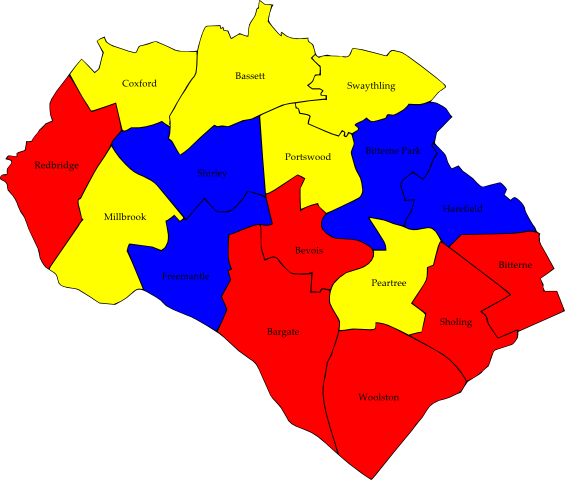 Bassett
Coxford
Swaythling
Bitterne Park
Portswood
Redbridge
Shirley
Harefield
Millbrook
Bevois
Bitterne
Freemantle
Peartree
Sholing
Bargate
Woolston